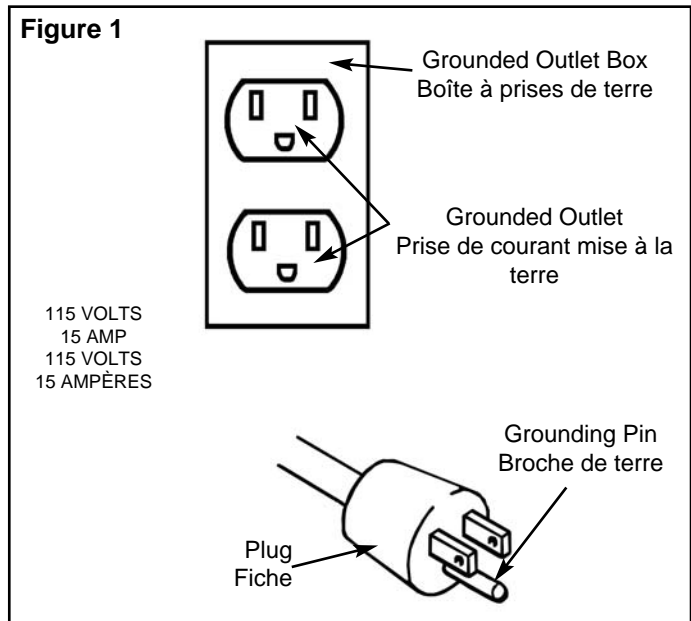 Figure 1
Grounded Outlet Box
Boîte à prises de terre
Grounded Outlet
Prise de courant mise à la
terre
115 VOLTS
15 AMP
115 VOLTS
15 AMPÈRES
Grounding Pin
Broche de terre
Plug
Fiche